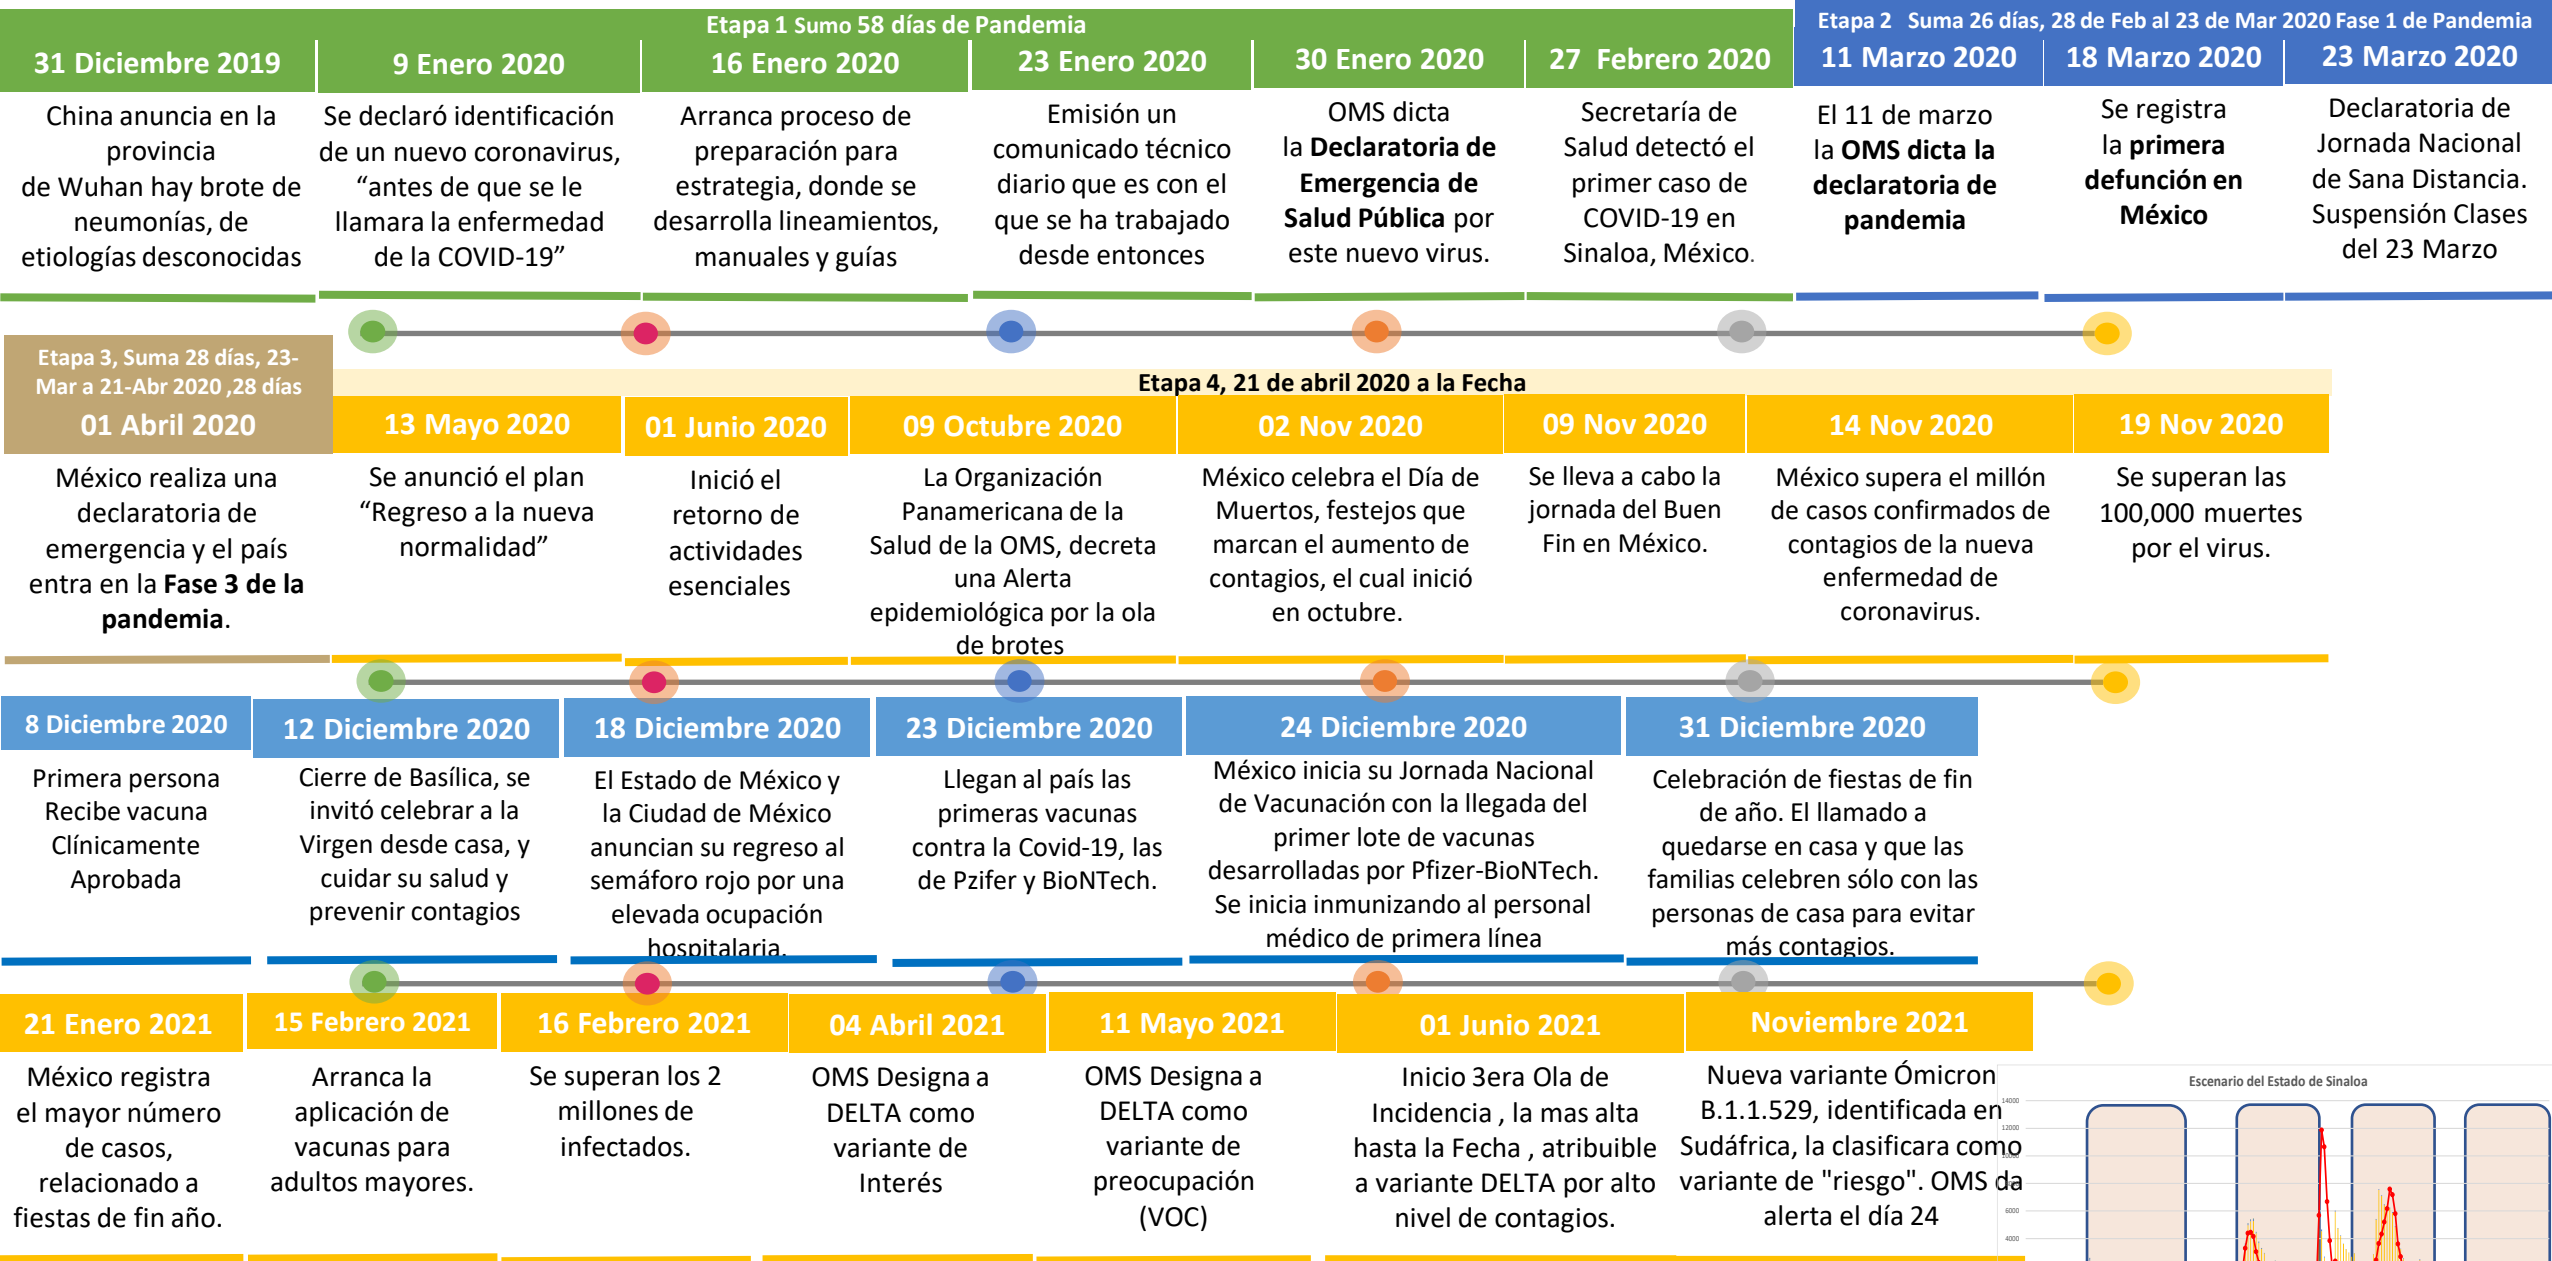 Etapa 1 Sumo 58 días de Pandemia
Etapa 2 Suma 26 días, 28 de Feb al 23 de Mar 2020 Fase 1 de Pandemia
31 Diciembre 2019
China anuncia en la
provincia
de Wuhan hay brote de
neumonías, de
etiologías desconocidas
9 Enero 2020
Se declaró identificación
de un nuevo coronavirus,
“antes de que se le
llamara la enfermedad
de la COVID-19”
16 Enero 2020
Arranca proceso de
preparación para
estrategia, donde se
desarrolla lineamientos,
manuales y guías
23 Enero 2020
Emisión un
comunicado técnico
diario que es con el
que se ha trabajado
desde entonces
30 Enero 2020
OMS dicta
la Declaratoria de
Emergencia de
Salud Pública por
este nuevo virus.
27 Febrero 2020
Secretaría de
Salud detectó el
primer caso de
COVID-19 en
Sinaloa, México.
11 Marzo 2020
El 11 de marzo
la OMS dicta la
declaratoria de
pandemia
18 Marzo 2020
Se registra
la primera
defunción en
México
23 Marzo 2020
Declaratoria de
Jornada Nacional
de Sana Distancia.
Suspensión Clases
del 23 Marzo
Etapa 3, Suma 28 días, 23-
Mar a 21-Abr 2020 ,28 días
01 Abril 2020
México realiza una
declaratoria de
emergencia y el país
entra en la Fase 3 de la
pandemia.
Etapa 4, 21 de abril 2020 a la Fecha
13 Mayo 2020
Se anunció el plan
“Regreso a la nueva
normalidad”
01 Junio 2020
Inició el
retorno de
actividades
esenciales
09 Octubre 2020
La Organización
Panamericana de la
Salud de la OMS, decreta
una Alerta
epidemiológica por la ola
de brotes
02 Nov 2020
México celebra el Día de
Muertos, festejos que
marcan el aumento de
contagios, el cual inició
en octubre.
09 Nov 2020
Se lleva a cabo la
jornada del Buen
Fin en México.
14 Nov 2020
México supera el millón
de casos confirmados de
contagios de la nueva
enfermedad de
coronavirus.
19 Nov 2020
Se superan las
100,000 muertes
por el virus.
8 Diciembre 2020
Primera persona
Recibe vacuna
Clínicamente
Aprobada
12 Diciembre 2020
Cierre de Basílica, se
invitó celebrar a la
Virgen desde casa, y
cuidar su salud y
prevenir contagios
18 Diciembre 2020
El Estado de México y
la Ciudad de México
anuncian su regreso al
semáforo rojo por una
elevada ocupación
hospitalaria.
23 Diciembre 2020
Llegan al país las
primeras vacunas
contra la Covid-19, las
de Pzifer y BioNTech.
24 Diciembre 2020
México inicia su Jornada Nacional
de Vacunación con la llegada del
primer lote de vacunas
desarrolladas por Pfizer-BioNTech.
Se inicia inmunizando al personal
médico de primera línea
31 Diciembre 2020
Celebración de fiestas de fin
de año. El llamado a
quedarse en casa y que las
familias celebren sólo con las
personas de casa para evitar
más contagios.
21 Enero 2021
México registra
el mayor número
de casos,
relacionado a
fiestas de fin año.
15 Febrero 2021
Arranca la
aplicación de
vacunas para
adultos mayores.
16 Febrero 2021
Se superan los 2
millones de
infectados.
04 Abril 2021
OMS Designa a
DELTA como
variante de
Interés
11 Mayo 2021
OMS Designa a
DELTA como
variante de
preocupación
(VOC)
01 Junio 2021
Inicio 3era Ola de
Incidencia , la mas alta
hasta la Fecha , atribuible
a variante DELTA por alto
nivel de contagios.
Noviembre 2021
Nueva variante Ómicron
B.1.1.529, identificada en
Sudáfrica, la clasificara como
variante de "riesgo". OMS da
alerta el día 24
Escenario del Estado de Sinaloa
14000
12000
10000
6000
4000